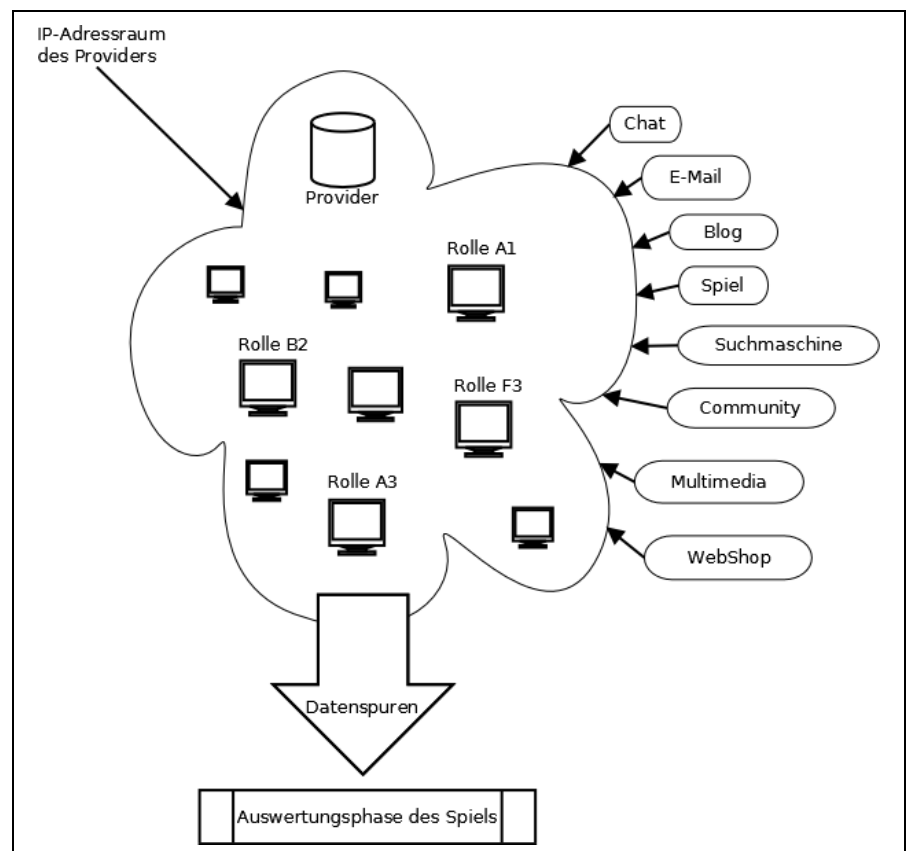 IP-Adressraum
des Providers
Provider
Chat
E-Mail
Blog
Spiel
Suchmaschine
Community
Multimedia
WebShop
Rolle A1
Rolle B2
Rolle F3
Rolle A3
Datenspuren
Auswertungsphase des Spiels